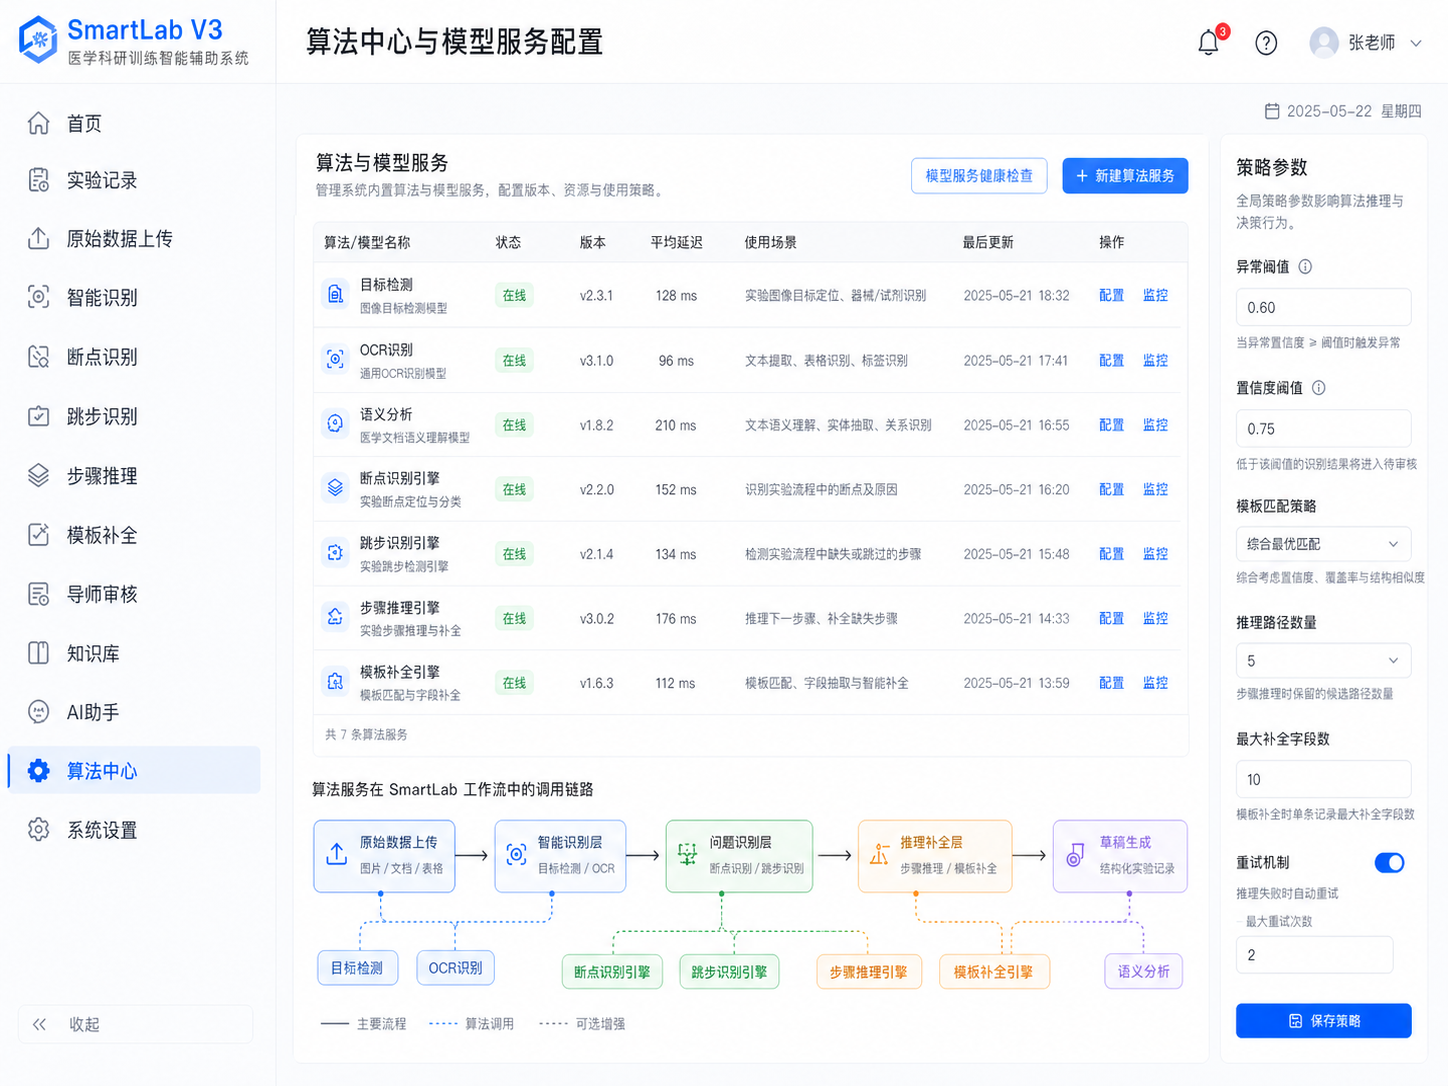 SmartLab V3
医学科研训练智能辅助系统
算法中心与模型服务配置
3
张老师
2025-05-22 星期四
首页
实验记录
原始数据上传
智能识别
断点识别
跳步识别
步骤推理
模板补全
导师审核
知识库
AI助手
算法中心
系统设置
收起
算法与模型服务
管理系统内置算法与模型服务，配置版本、资源与使用策略。
模型服务健康检查
+ 新建算法服务
算法/模型名称 状态 版本 平均延迟 使用场景 最后更新 操作
目标检测
图像目标检测模型
在线 v2.3.1 128 ms 实验图像目标定位、器械/试剂识别 2025-05-21 18:32 配置 监控
OCR识别
通用OCR识别模型
在线 v3.1.0 96 ms 文本提取、表格识别、标签识别 2025-05-21 17:41 配置 监控
语义分析
医学文档语义理解模型
在线 v1.8.2 210 ms 文本语义理解、实体抽取、关系识别 2025-05-21 16:55 配置 监控
断点识别引擎
实验断点定位与分类
在线 v2.2.0 152 ms 识别实验流程中的断点及原因 2025-05-21 16:20 配置 监控
跳步识别引擎
实验跳步检测引擎
在线 v2.1.4 134 ms 检测实验流程中缺失或跳过的步骤 2025-05-21 15:48 配置 监控
步骤推理引擎
实验步骤推理与补全
在线 v3.0.2 176 ms 推理下一步骤、补全缺失步骤 2025-05-21 14:33 配置 监控
模板补全引擎
模板匹配与字段补全
在线 v1.6.3 112 ms 模板匹配、字段抽取与智能补全 2025-05-21 13:59 配置 监控
共 7 条算法服务
算法服务在 SmartLab 工作流中的调用链路
原始数据上传
图片 / 文档 / 表格
智能识别层
目标检测 / OCR
问题识别层
断点识别 / 跳步识别
推理补全层
步骤推理 / 模板补全
草稿生成
结构化实验记录
目标检测
OCR识别
断点识别引擎
跳步识别引擎
步骤推理引擎
模板补全引擎
语义分析
主要流程
算法调用
可选增强
策略参数
全局策略参数影响算法推理与
决策行为。
异常阈值
0.60
当异常置信度 ≥ 阈值时触发异常
置信度阈值
0.75
低于该阈值的识别结果将进入待审核
模板匹配策略
综合最优匹配
综合考虑置信度、覆盖率与结构相似度
推理路径数量
5
步骤推理时保留的候选路径数量
最大补全字段数
10
模板补全时单条记录最大补全字段数
重试机制
推理失败时自动重试
最大重试次数
2
保存策略